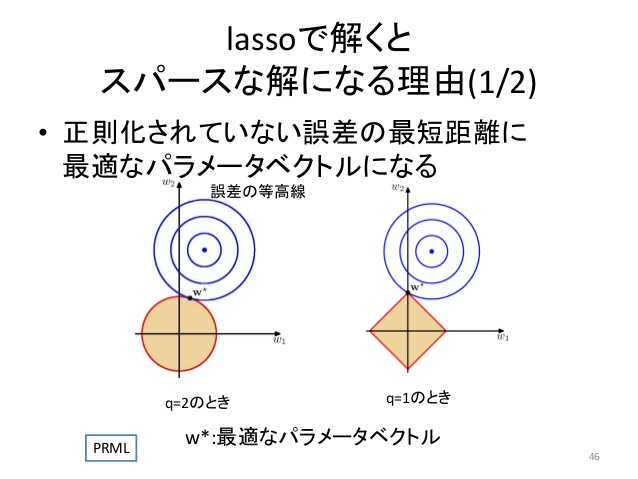 lassoで解くと
スパースな解になる理由(1/2)
• 正則化されていない誤差の最短距離に
最適なパラメータベクトルになる
誤差の等高線
w2
w*
w1
w2
w*
w1
q=2のとき
q=1のとき
w*:最適なパラメータベクトル
PRML
46